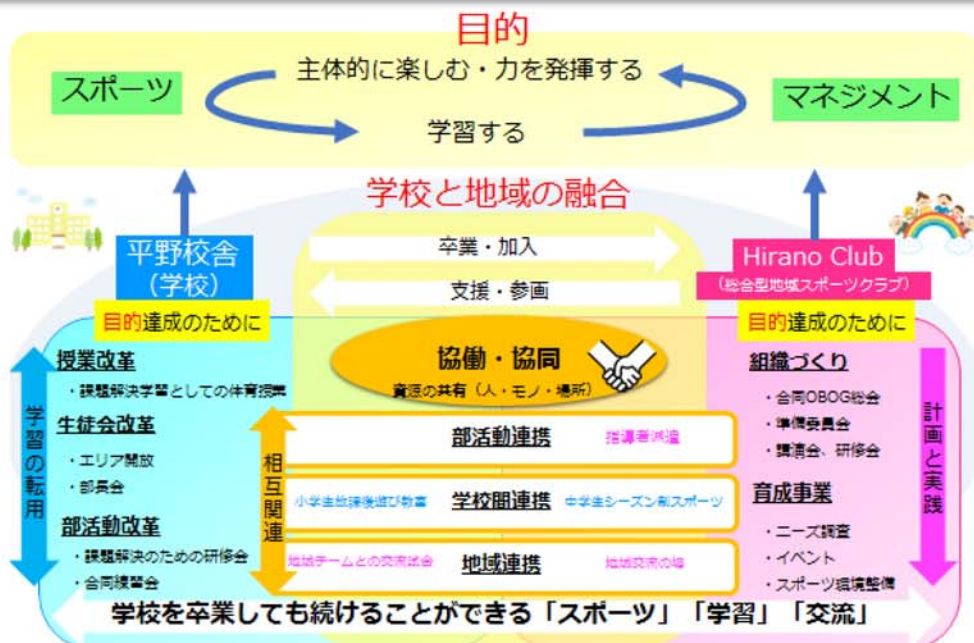 目的
主体的に楽しむ・力を発揮する
スポーツ
マネジメント
学習する
学校と地域の融合
平野校舎
（学校）
卒業・加入
支援・参画
Hirano Club
（総合型地域スポーツクラブ）
目的達成のために
目的達成のために
協働・協同
資源の共有（人・モノ・場所）
学習の転用
授業改革
・課題解決学習としての体育授業
生徒会改革
・エリア開放
・部長会
部活動改革
・課題解決のための研修会
・合同練習会
相互関連
部活動連携
指導者派遣
小学生放課後遊び教室
学校間連携
中学生シーズン制スポーツ
地域チームとの交流試合
地域連携
地域交流の場
組織づくり
・合同OBOG総会
・準備委員会
・講演会、研修会
育成事業
・ニーズ調査
・イベント
・スポーツ環境整備
計画と実践
学校を卒業しても続けることができる「スポーツ」「学習」「交流」